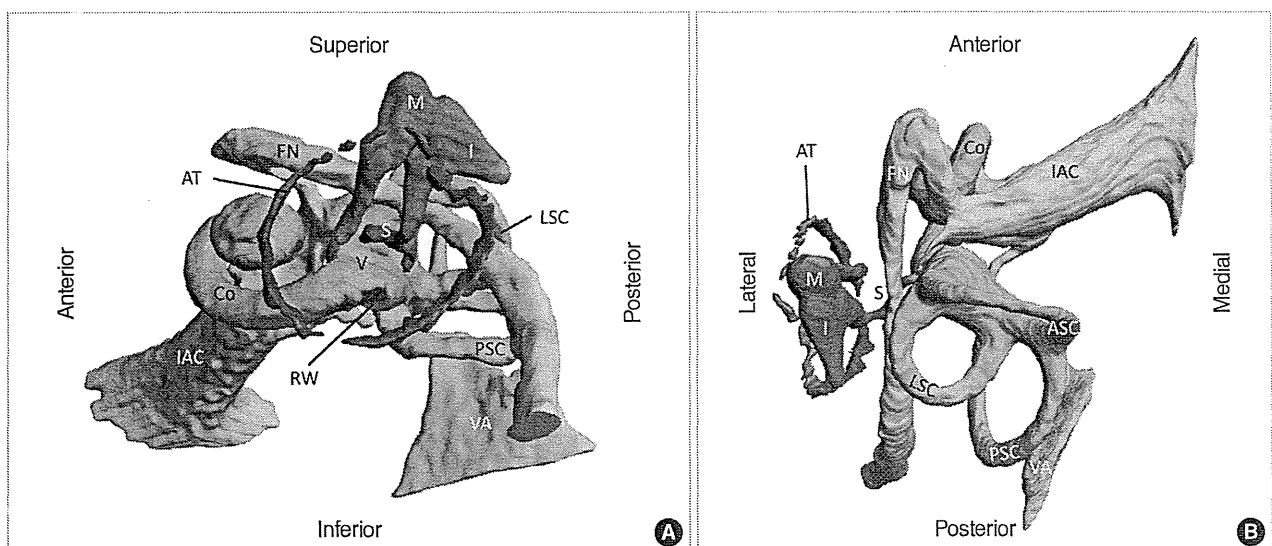 Superior
Anterior
Posterior
Inferior
M
I
FN
AT
LSC
S
V
Co
IAC
RW
PSC
VA
A
Anterior
Lateral
Medial
Posterior
AT
FN
Co
IAC
M
S
I
ASC
LSC
PSC
VA
B